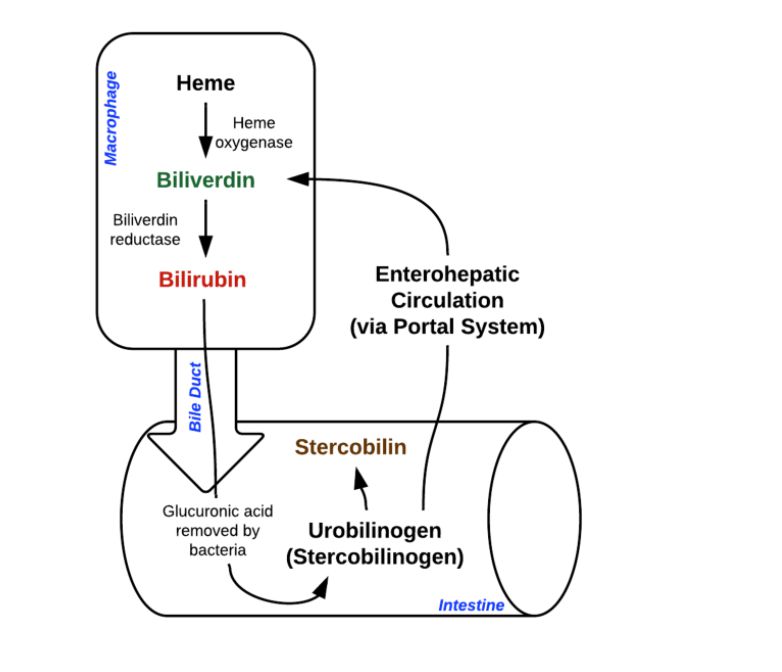 Macrophage
Heme
Heme
oxygenase
Biliverdin
Biliverdin
reductase
Bilirubin
Enterohepatic
Circulation
(via Portal System)
Bile Duct
Stercobilin
Glucuronic acid
removed by
bacteria
Urobilinogen
(Stercobilinogen)
Intestine